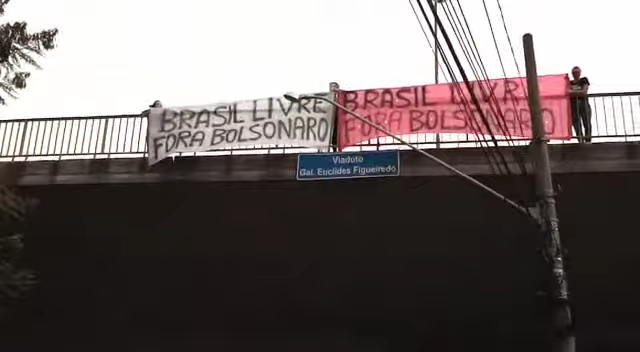 BRASIL LIVRE
FORA BOLSONARO
BRASIL LIVRE
FORA BOLSONARO
Viaduto
Gal. Euclides Figueiredo